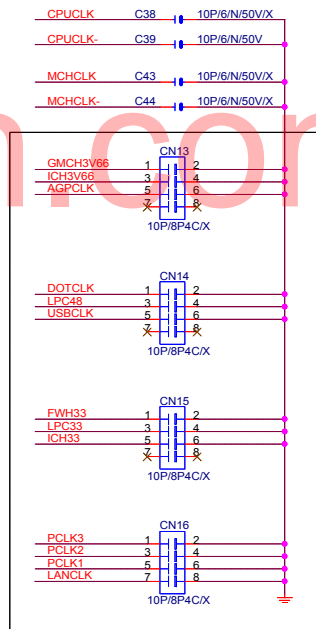 CPUCLK C38 10P/6/N/50V/X
CPUCLK- C39 10P/6/N/50V
MCHCLK C43 10P/6/N/50V/X
MCHCLK- C44 10P/6/N/50V/X
n.com
CN13
GMCH3V66 1 2
ICH3V66 3 4
AGPCLK 5 6
7 8
10P/8P4C/X
CN14
DOTCLK 1 2
LPC48 3 4
USBCLK 5 6
7 8
10P/8P4C/X
CN15
FWH33 1 2
LPC33 3 4
ICH33 5 6
7 8
10P/8P4C/X
CN16
PCLK3 1 2
PCLK2 3 4
PCLK1 5 6
LANCLK 7 8
10P/8P4C/X